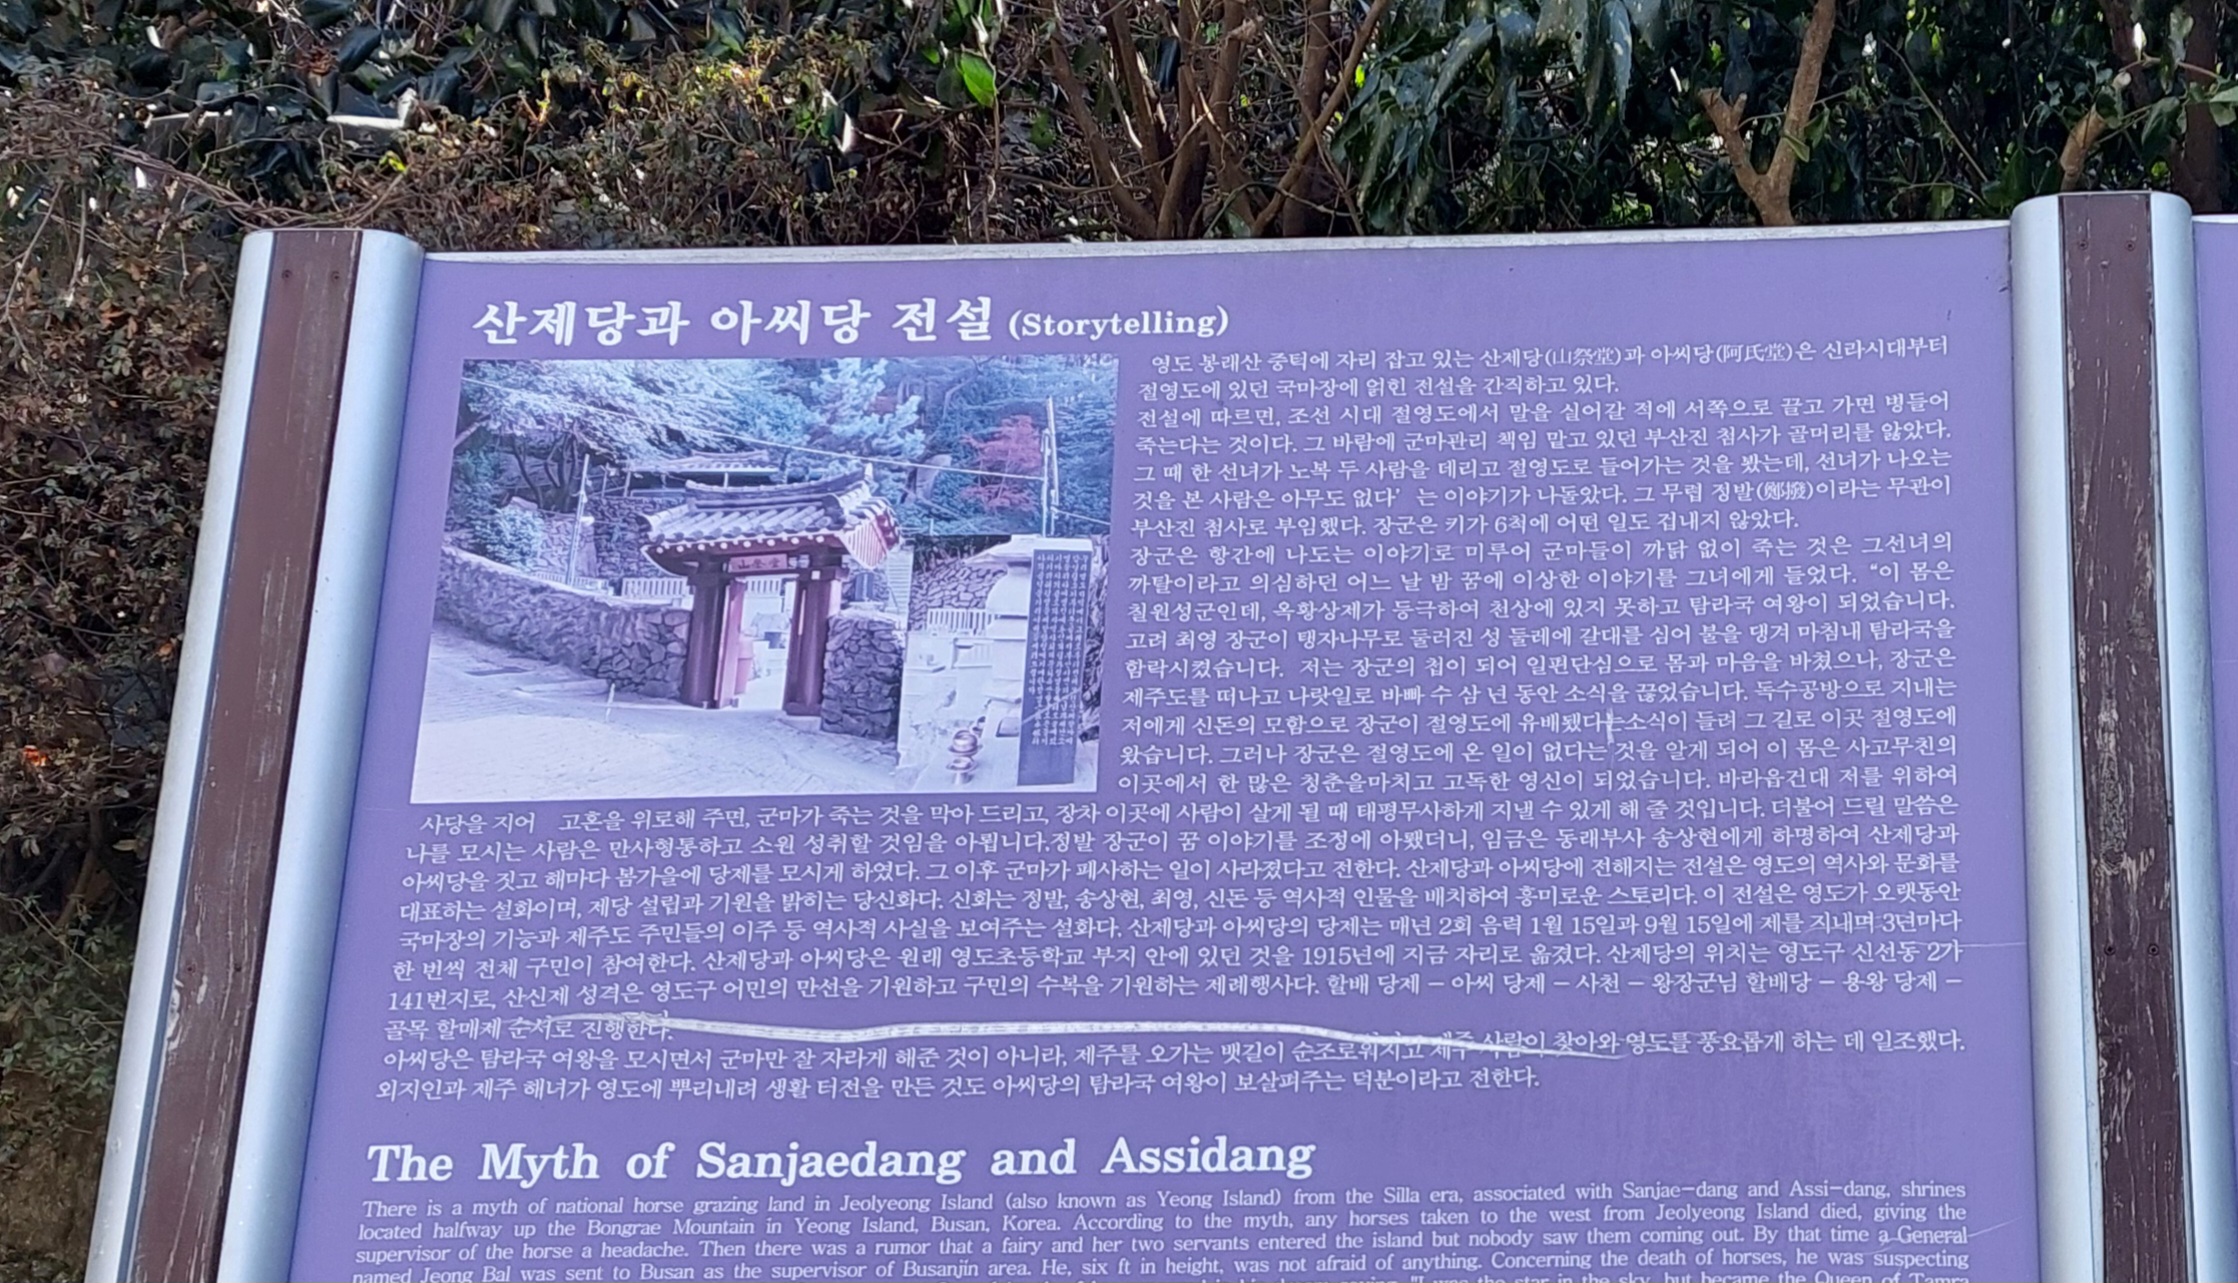 산제당과 아씨당 전설 (Storytelling)
영도 봉래산 중턱에 자리 잡고 있는 산제당(山祭堂)과 아씨당(阿氏堂)은 신라시대부터
절영도에 있던 국마장에 얽힌 전설을 간직하고 있다.
전설에 따르면, 조선 시대 절영도에서 말을 실어갈 적에 서쪽으로 끌고 가면 병들어
죽는다는 것이다. 그 바람에 군마관리 책임 맡고 있던 부산진 첨사가 골머리를 앓았다.
그 때 한 선녀가 노복 두 사람을 데리고 절영도로 들어가는 것을 봤는데, 선녀가 나오는
것을 본 사람은 아무도 없다' 는 이야기가 나돌았다. 그 무렵 정발(鄭撥)이라는 무관이
부산진 첨사로 부임했다. 장군은 키가 6척에 어떤 일도 겁내지 않았다.
장군은 항간에 나도는 이야기로 미루어 군마들이 까닭 없이 죽는 것은 그선녀의
까탈이라고 의심하던 어느 날 밤 꿈에 이상한 이야기를 그녀에게 들었다. “이 몸은
칠원성군인데, 옥황상제가 등극하여 천상에 있지 못하고 탐라국 여왕이 되었습니다.
고려 최영 장군이 탱자나무로 둘러진 성 둘레에 갈대를 심어 불을 댕겨 마침내 탐라국을
함락시켰습니다. 저는 장군의 첩이 되어 일편단심으로 몸과 마음을 바쳤으나, 장군은
제주도를 떠나고 나랏일로 바빠 수 삼 년 동안 소식을 끊었습니다. 독수공방으로 지내는
저에게 신돈의 모함으로 장군이 절영도에 유배됐다는소식이 들려 그 길로 이곳 절영도에
왔습니다. 그러나 장군은 절영도에 온 일이 없다는 것을 알게 되어 이 몸은 사고무친의
이곳에서 한 많은 청춘을마치고 고독한 영신이 되었습니다. 바라옵건대 저를 위하여
사당을 지어 고혼을 위로해 주면, 군마가 죽는 것을 막아 드리고, 장차 이곳에 사람이 살게 될 때 태평무사하게 지낼 수 있게 해 줄 것입니다. 더불어 드릴 말씀은
나를 모시는 사람은 만사형통하고 소원 성취할 것임을 아룁니다.정발 장군이 꿈 이야기를 조정에 아뢨더니, 임금은 동래부사 송상현에게 하명하여 산제당과
아씨당을 짓고 해마다 봄가을에 당제를 모시게 하였다. 그 이후 군마가 폐사하는 일이 사라졌다고 전한다. 산제당과 아씨당에 전해지는 전설은 영도의 역사와 문화를
대표하는 설화이며, 제당 설립과 기원을 밝히는 당신화다. 신화는 정발, 송상현, 최영, 신돈 등 역사적 인물을 배치하여 흥미로운 스토리다. 이 전설은 영도가 오랫동안
국마장의 기능과 제주도 주민들의 이주 등 역사적 사실을 보여주는 설화다. 산제당과 아씨당의 당제는 매년 2회 음력 1월 15일과 9월 15일에 제를 지내며 3년마다
한 번씩 전체 구민이 참여한다. 산제당과 아씨당은 원래 영도초등학교 부지 안에 있던 것을 1915년에 지금 자리로 옮겼다. 산제당의 위치는 영도구 신선동 2가
141번지로, 산신제 성격은 영도구 어민의 만선을 기원하고 구민의 수복을 기원하는 제례행사다. 할배 당제 – 아씨 당제 – 사천 – 왕장군님 할배당 – 용왕 당제 –
골목 할매제 순서로 진행한다.
아씨당은 탐라국 여왕을 모시면서 군마만 잘 자라게 해준 것이 아니라, 제주를 오가는 뱃길이 순조로워지고 제주 사람이 찾아와 영도를 풍요롭게 하는 데 일조했다.
외지인과 제주 해녀가 영도에 뿌리내려 생활 터전을 만든 것도 아씨당의 탐라국 여왕이 보살펴주는 덕분이라고 전한다.
The Myth of Sanjaedang and Assidang
There is a myth of national horse grazing land in Jeolyeong Island (also known as Yeong Island) from the Silla era, associated with Sanjae-dang and Assi-dang, shrines
located halfway up the Bongrae Mountain in Yeong Island, Busan, Korea. According to the myth, any horses taken to the west from Jeolyeong Island died, giving the
supervisor of the horse a headache. Then there was a rumor that a fairy and her two servants entered the island but nobody saw them coming out. By that time a General
named Jeong Bal was sent to Busan as the supervisor of Busanjin area. He, six ft in height, was not afraid of anything. Concerning the death of horses, he was suspecting
"I was the star in the sky, but became the Queen of Tamra